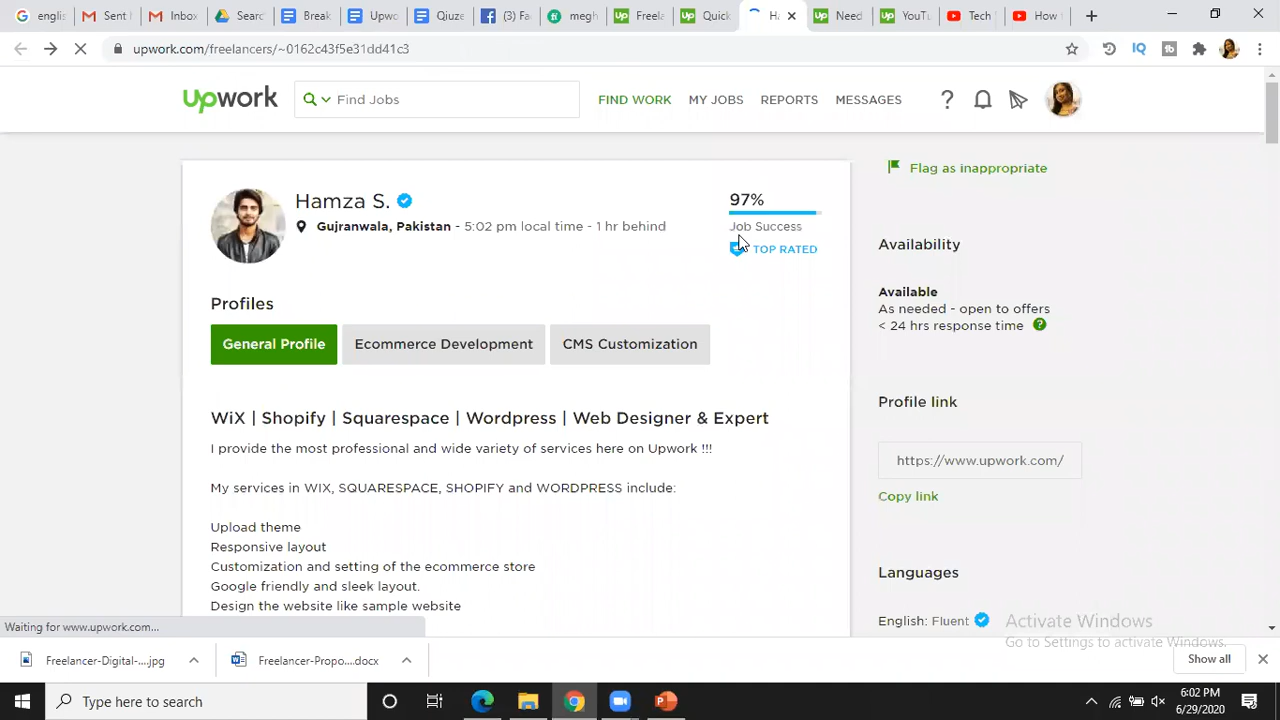 englis
Sent
Inbox
Searc
Break
Upwo
Quize
(3) Fa
megh
Freela
Quick
Ha
Need
YouTu
Tech
How t
upwork.com/freelancers/~0162c43f5e31dd41c3
upwork
Find Jobs
FIND WORK
MY JOBS
REPORTS
MESSAGES
Hamza S.
Gujranwala, Pakistan - 5:02 pm local time - 1 hr behind
97%
Job Success
TOP RATED
Profiles
General Profile
Ecommerce Development
CMS Customization
WiX | Shopify | Squarespace | Wordpress | Web Designer & Expert
I provide the most professional and wide variety of services here on Upwork !!!
My services in WIX, SQUARESPACE, SHOPIFY and WORDPRESS include:
Upload theme
Responsive layout
Customization and setting of the ecommerce store
Google friendly and sleek layout.
Design the website like sample website
Flag as inappropriate
Availability
Available
As needed - open to offers
< 24 hrs response time
Profile link
https://www.upwork.com/
Copy link
Languages
English: Fluent
Activate Windows
Go to Settings to activate Windows.
Waiting for www.upwork.com...
Freelancer-Digital-....jpg
Freelancer-Propo....docx
Show all
Type here to search
6:02 PM
6/29/2020